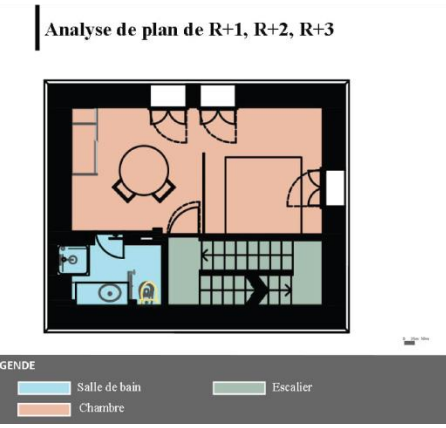 Analyse de plan de R+1, R+2, R+3
GENDE
Salle de bain
Escalier
Chambre